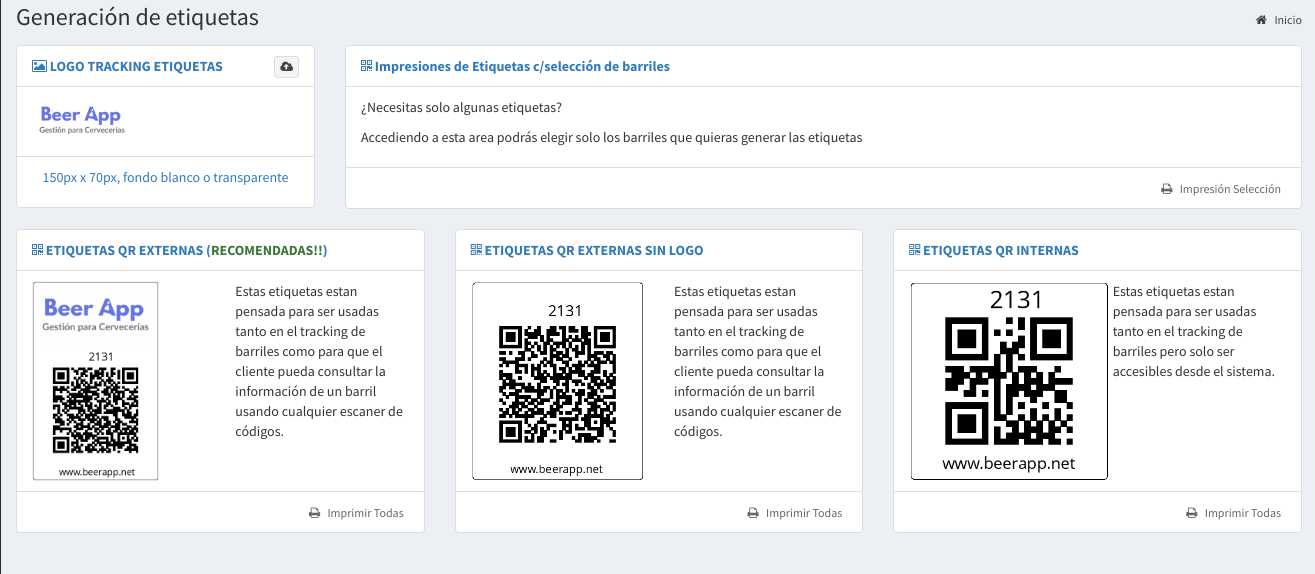 Generación de etiquetas
Inicio
LOGO TRACKING ETIQUETAS
Beer App
Gestión para Cervecerías
150px x 70px, fondo blanco o transparente
Impresiones de Etiquetas c/selección de barriles
¿Necesitas solo algunas etiquetas?
Accediendo a esta area podrás elegir solo los barriles que quieras generar las etiquetas
Impresión Selección
ETIQUETAS QR EXTERNAS (RECOMENDADAS!!)
Beer App
Gestión para Cervecerías
2131
www.beerapp.net
Estas etiquetas estan
pensada para ser usadas
tanto en el tracking de
barriles como para que el
cliente pueda consultar la
información de un barril
usando cualquier escaner de
códigos.
Imprimir Todas
ETIQUETAS QR EXTERNAS SIN LOGO
2131
www.beerapp.net
Estas etiquetas estan
pensada para ser usadas
tanto en el tracking de
barriles como para que el
cliente pueda consultar la
información de un barril
usando cualquier escaner de
códigos.
Imprimir Todas
ETIQUETAS QR INTERNAS
2131
www.beerapp.net
Estas etiquetas estan
pensada para ser usadas
tanto en el tracking de
barriles pero solo ser
accesibles desde el sistema.
Imprimir Todas